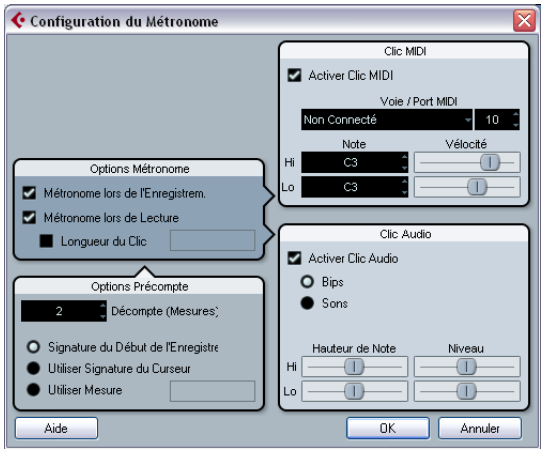 Configuration du Métronome
Clic MIDI
Activer Clic MIDI
Voie / Port MIDI
Non Connecté 10
Note Vélocité
Hi C3
Lo C3
Options Métronome
Métronome lors de l'Enregistrem.
Métronome lors de Lecture
Longueur du Clic
Clic Audio
Activer Clic Audio
Bips
Sons
Hauteur de Note Niveau
Hi
Lo
Options Précompte
2 Décompte (Mesures)
Signature du Début de l'Enregistre
Utiliser Signature du Curseur
Utiliser Mesure
Aide OK Annuler